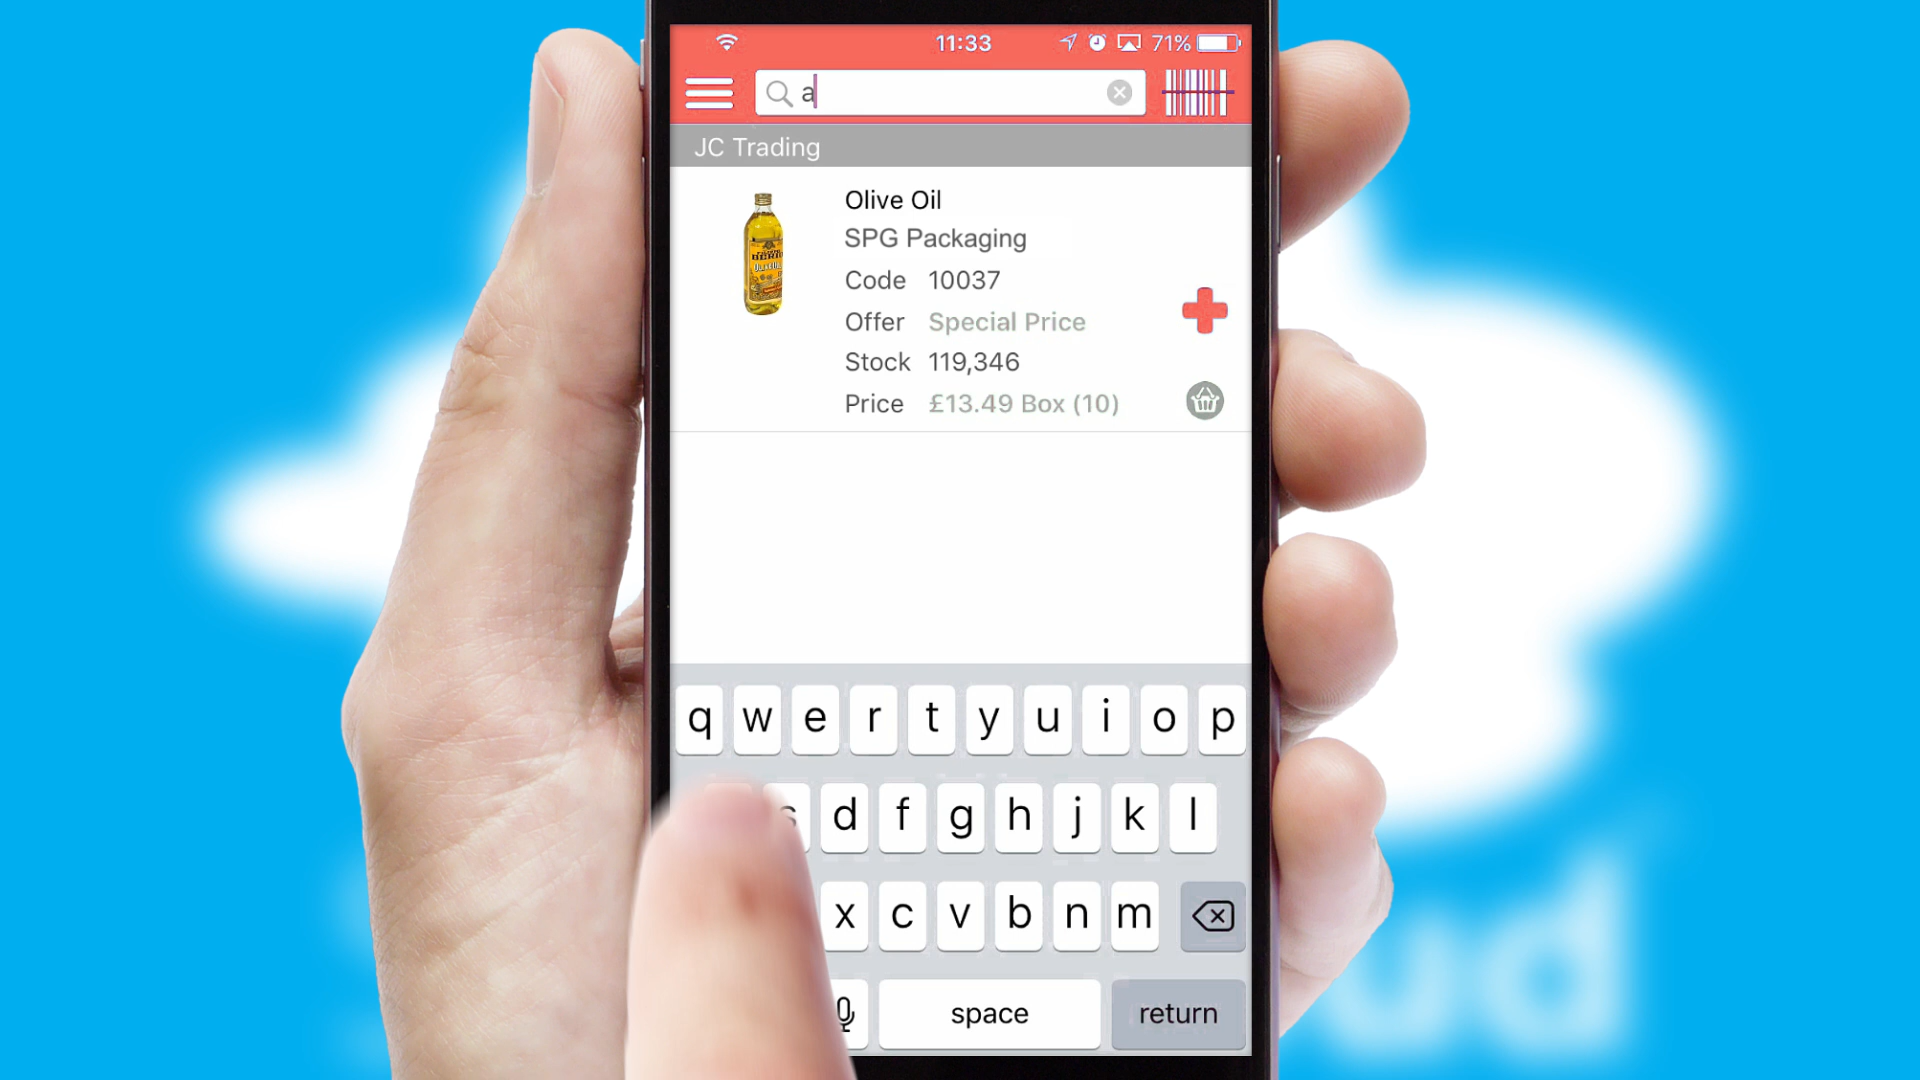 11:33
71%
a
JC Trading
Olive Oil
SPG Packaging
Code 10037
Offer Special Price
Stock 119,346
Price £13.49 Box (10)
q w e r t y u i o p
s d f g h j k l
x c v b n m
space return
ud